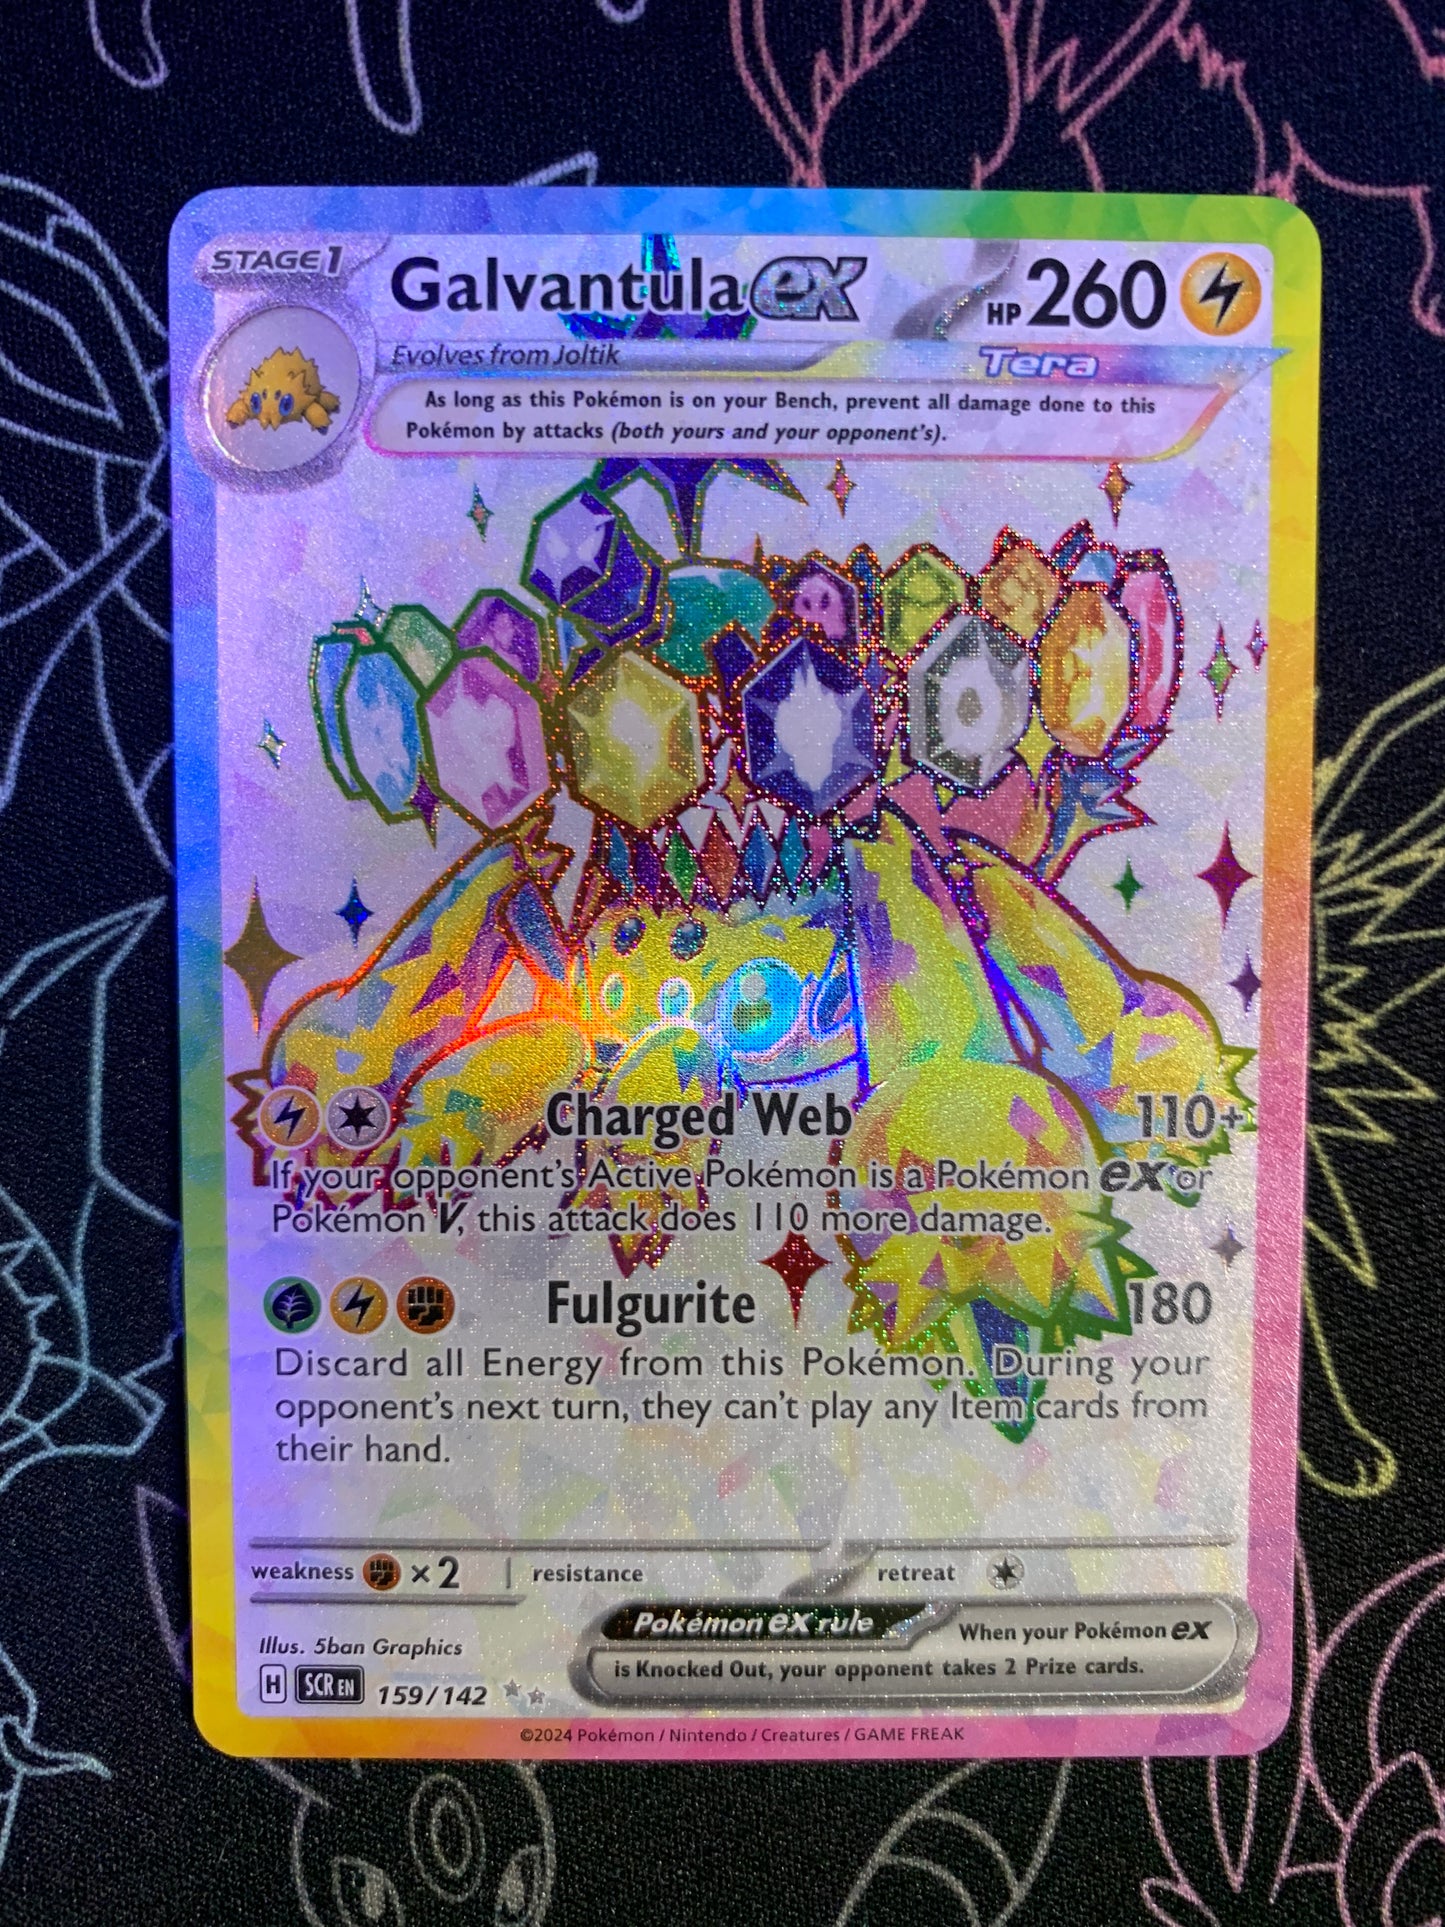 STAGE 1
Galvantula ex
HP 260
Evolves from Joltik
Tera
As long as this Pokémon is on your Bench, prevent all damage done to this
Pokémon by attacks (both yours and your opponent's).
Charged Web 110+
If your opponent's Active Pokémon is a Pokémon ex or
Pokémon V, this attack does 110 more damage.
Fulgurite 180
Discard all Energy from this Pokémon. During your
opponent's next turn, they can't play any Item cards from
their hand.
weakness ×2 resistance retreat
Pokémon ex rule When your Pokémon ex
is Knocked Out, your opponent takes 2 Prize cards.
Illus. 5ban Graphics
H SCR EN 159/142
©2024 Pokémon / Nintendo / Creatures / GAME FREAK